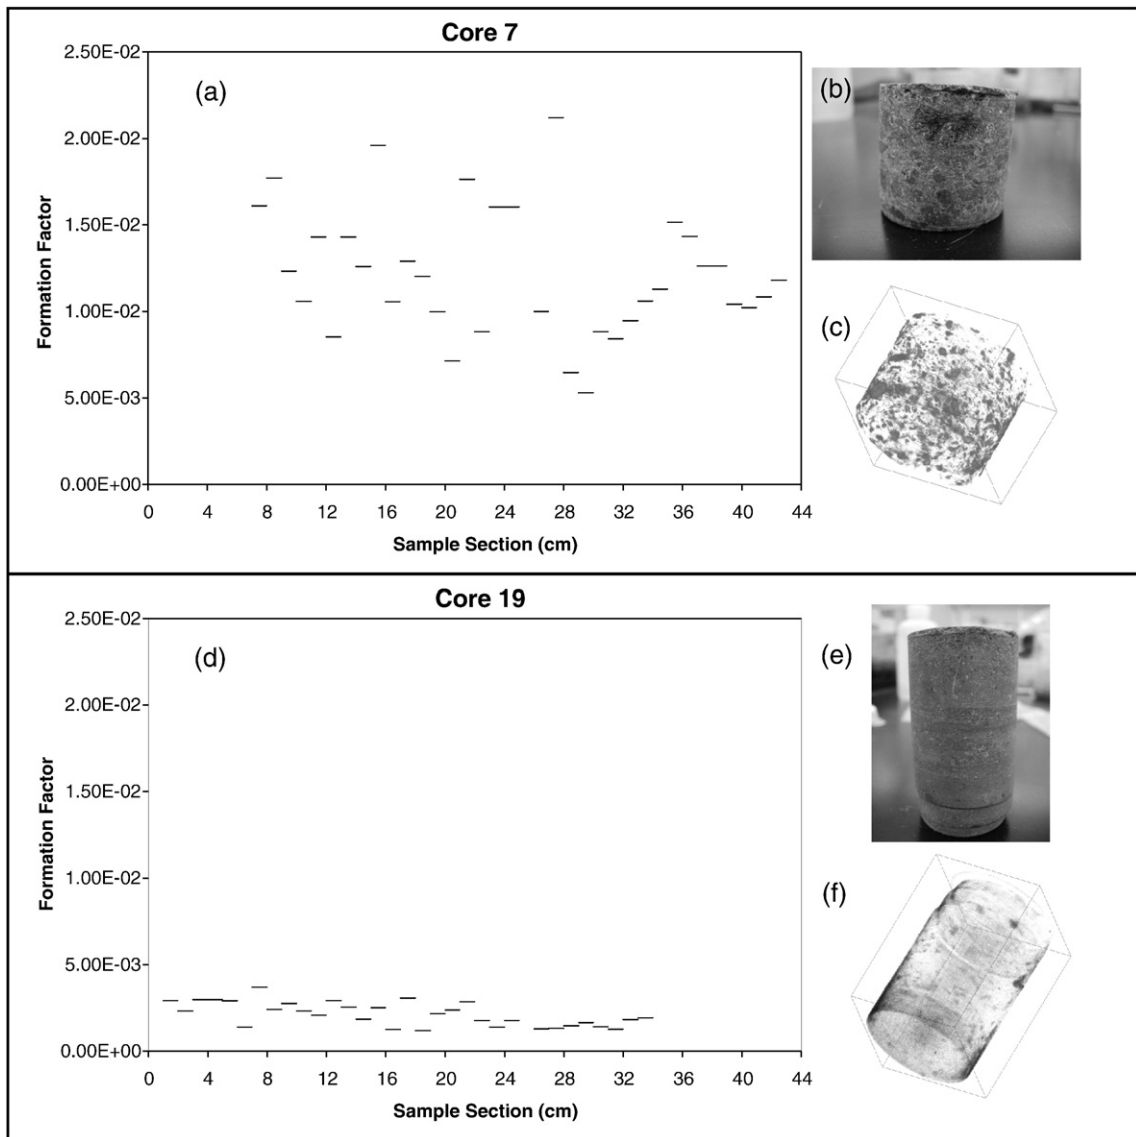 Core 7
2.50E-02
2.00E-02
1.50E-02
1.00E-02
5.00E-03
0.00E+00
Formation Factor
(a)
0 4 8 12 16 20 24 28 32 36 40 44
Sample Section (cm)
(b)
(c)
Core 19
2.50E-02
2.00E-02
1.50E-02
1.00E-02
5.00E-03
0.00E+00
Formation Factor
(d)
0 4 8 12 16 20 24 28 32 36 40 44
Sample Section (cm)
(e)
(f)